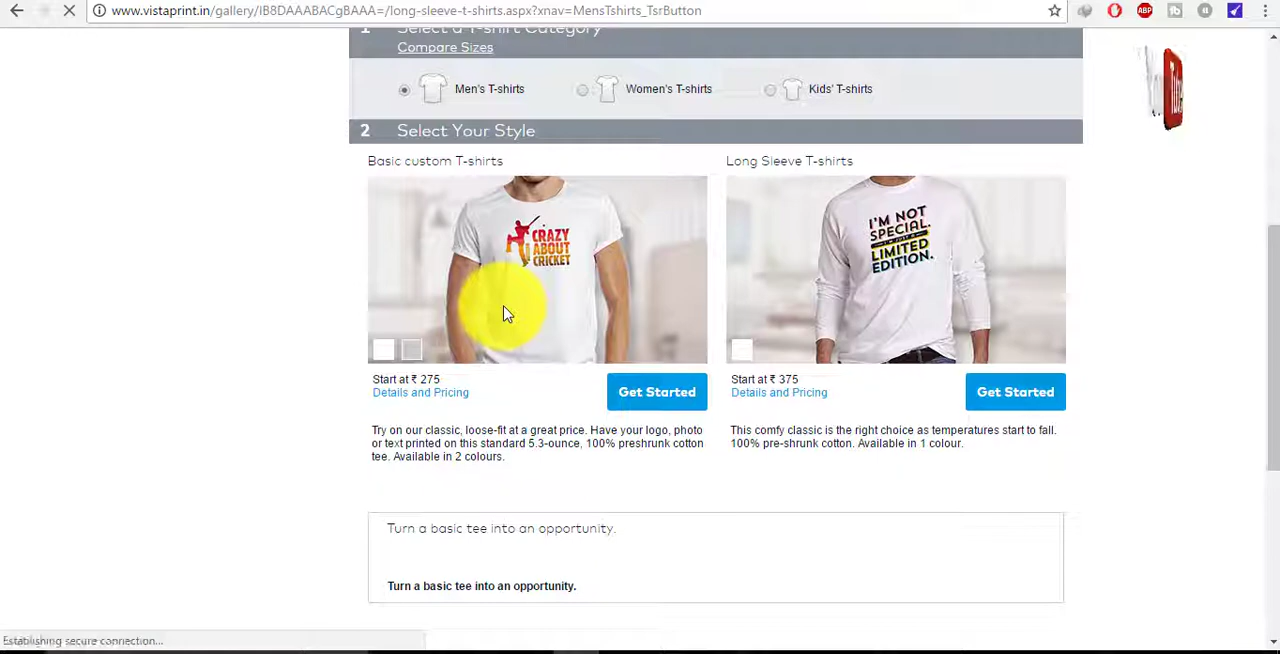 www.vistaprint.in/gallery/IB8DAAABACgBAAA=/long-sleeve-t-shirts.aspx?xnav=MensTshirts_TsrButton
ABP
1 Select a T-shirt Category
Compare Sizes
Men's T-shirts Women's T-shirts Kids' T-shirts
2 Select Your Style
Basic custom T-shirts Long Sleeve T-shirts
CRAZY
ABOUT
CRICKET
I'M NOT
SPECIAL.
LIMITED
EDITION.
Start at ₹ 275
Details and Pricing
Get Started
Start at ₹ 375
Details and Pricing
Get Started
Try on our classic, loose-fit at a great price. Have your logo, photo
or text printed on this standard 5.3-ounce, 100% preshrunk cotton
tee. Available in 2 colours.
This comfy classic is the right choice as temperatures start to fall.
100% pre-shrunk cotton. Available in 1 colour.
Turn a basic tee into an opportunity.
Turn a basic tee into an opportunity.
Establishing secure connection...